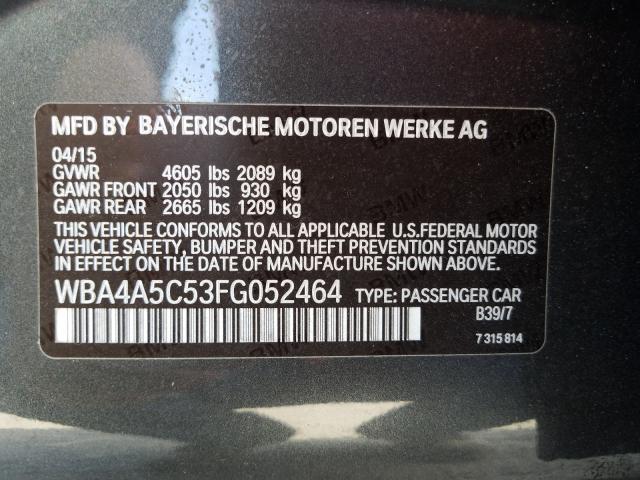 MFD BY BAYERISCHE MOTOREN WERKE AG
04/15
GVWR 4605 lbs 2089 kg
GAWR FRONT 2050 lbs 930 kg
GAWR REAR 2665 lbs 1209 kg
THIS VEHICLE CONFORMS TO ALL APPLICABLE U.S.FEDERAL MOTOR
VEHICLE SAFETY, BUMPER AND THEFT PREVENTION STANDARDS
IN EFFECT ON THE DATE OF MANUFACTURE SHOWN ABOVE.
WBA4A5C53FG052464 TYPE: PASSENGER CAR
B39/7
7 315 814